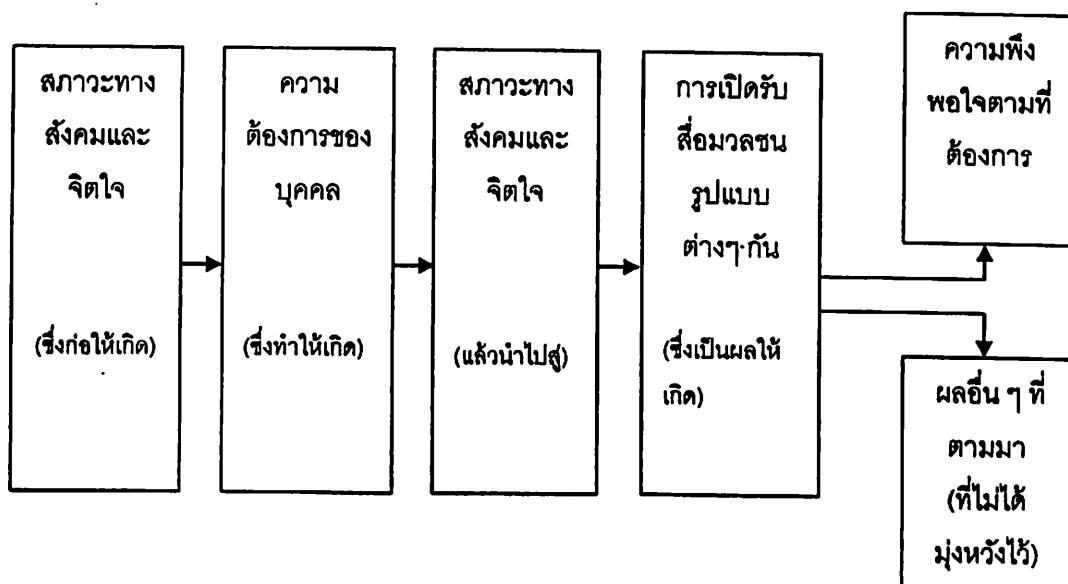 สภาวะทาง
สังคมและ
จิตใจ
(ซึ่งก่อให้เกิด)
ความ
ต้องการของ
บุคคล
(ซึ่งทำให้เกิด)
สภาวะทาง
สังคมและ
จิตใจ
(แล้วนำไปสู่)
การเปิดรับ
สื่อมวลชน
รูปแบบ
ต่างๆกัน
(ซึ่งเป็นผลให้
เกิด)
ความพึง
พอใจตามที่
ต้องการ
ผลอื่น ๆ ที่
ตามมา
(ที่ไม่ได้
มุ่งหวังไว้)